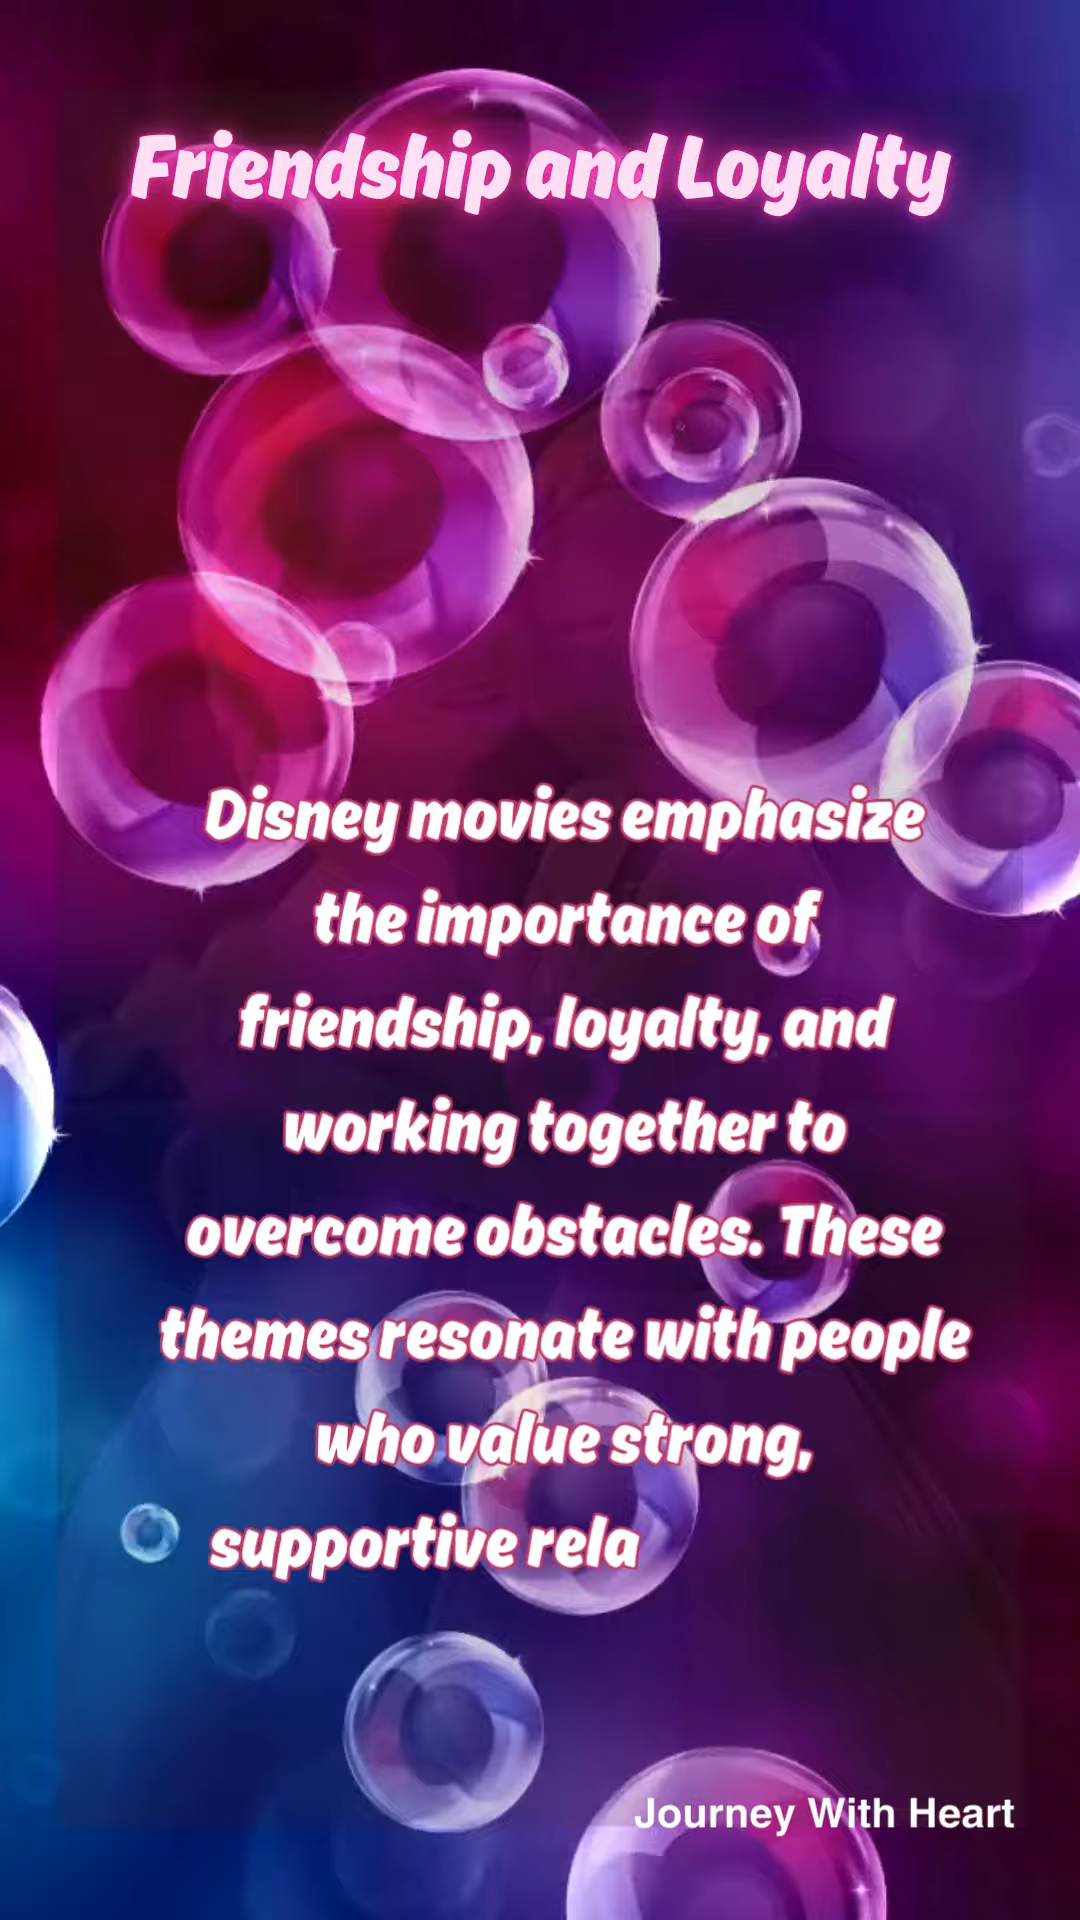 Friendship and Loyalty
Disney movies emphasize
the importance of
friendship, loyalty, and
working together to
overcome obstacles. These
themes resonate with people
who value strong,
supportive rela
Journey With Heart